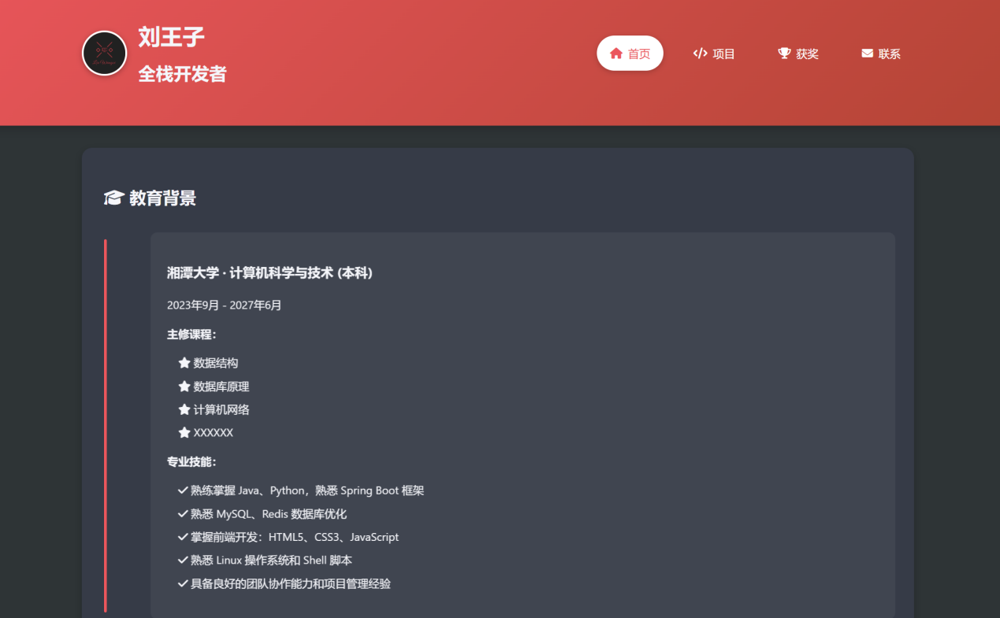 刘王子
全栈开发者
首页
项目
获奖
联系
教育背景
湘潭大学 · 计算机科学与技术 (本科)
2023年9月 - 2027年6月
主修课程：
数据结构
数据库原理
计算机网络
XXXXXX
专业技能：
熟练掌握 Java、Python，熟悉 Spring Boot 框架
熟悉 MySQL、Redis 数据库优化
掌握前端开发：HTML5、CSS3、JavaScript
熟悉 Linux 操作系统和 Shell 脚本
具备良好的团队协作能力和项目管理经验